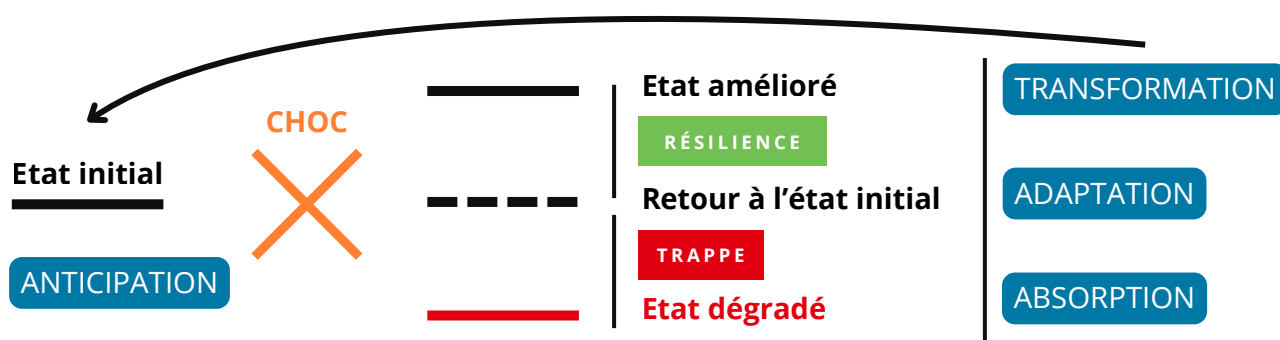 Etat initial
ANTICIPATION
CHOC
Etat amélioré
RÉSILIENCE
Retour à l'état initial
TRAPPE
Etat dégradé
TRANSFORMATION
ADAPTATION
ABSORPTION